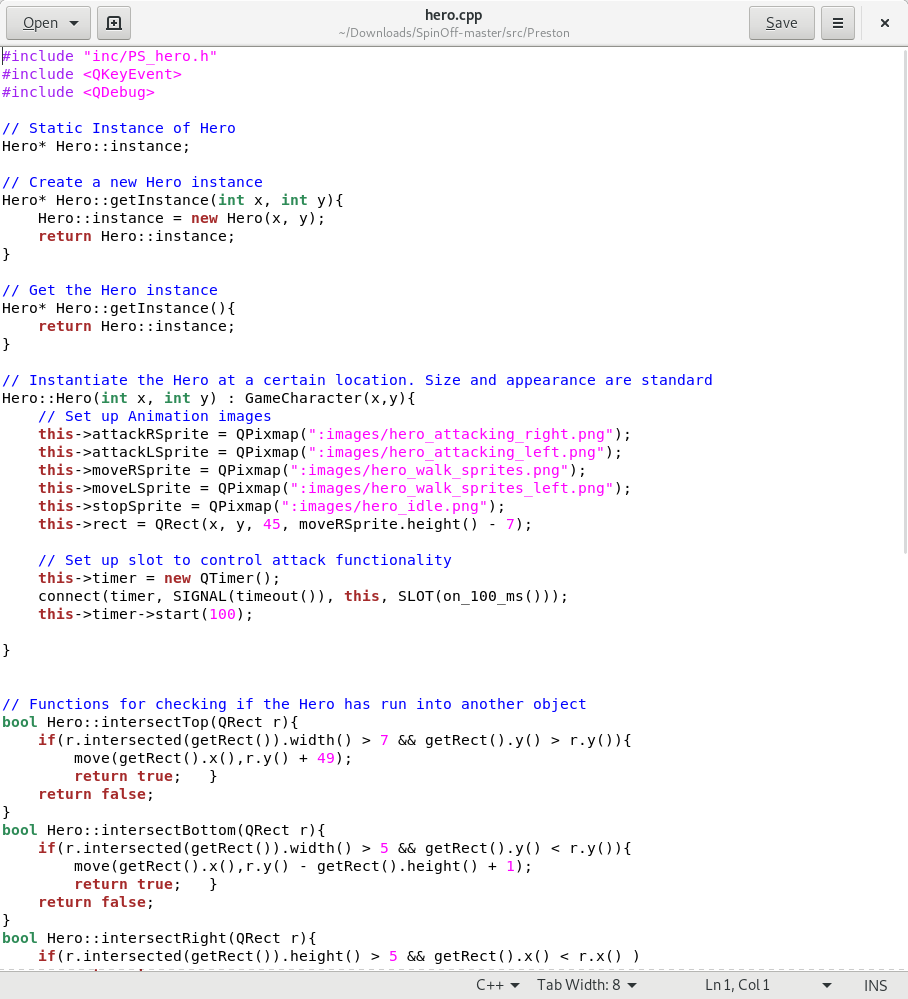 Open
hero.cpp
~/Downloads/SpinOff-master/src/Preston
Save
#include "inc/PS_hero.h"
#include <QKeyEvent>
#include <QDebug>
// Static Instance of Hero
Hero* Hero::instance;
// Create a new Hero instance
Hero* Hero::getInstance(int x, int y){
    Hero::instance = new Hero(x, y);
    return Hero::instance;
}
// Get the Hero instance
Hero* Hero::getInstance(){
    return Hero::instance;
}
// Instantiate the Hero at a certain location. Size and appearance are standard
Hero::Hero(int x, int y) : GameCharacter(x,y){
    // Set up Animation images
    this->attackRSprite = QPixmap(":images/hero_attacking_right.png");
    this->attackLSprite = QPixmap(":images/hero_attacking_left.png");
    this->moveRSprite = QPixmap(":images/hero_walk_sprites.png");
    this->moveLSprite = QPixmap(":images/hero_walk_sprites_left.png");
    this->stopSprite = QPixmap(":images/hero_idle.png");
    this->rect = QRect(x, y, 45, moveRSprite.height() - 7);
    // Set up slot to control attack functionality
    this->timer = new QTimer();
    connect(timer, SIGNAL(timeout()), this, SLOT(on_100_ms()));
    this->timer->start(100);
}
// Functions for checking if the Hero has run into another object
bool Hero::intersectTop(QRect r){
    if(r.intersected(getRect()).width() > 7 && getRect().y() > r.y()){
        move(getRect().x(),r.y() + 49);
        return true;   }
    return false;
}
bool Hero::intersectBottom(QRect r){
    if(r.intersected(getRect()).width() > 5 && getRect().y() < r.y()){
        move(getRect().x(),r.y() - getRect().height() + 1);
        return true;   }
    return false;
}
bool Hero::intersectRight(QRect r){
    if(r.intersected(getRect()).height() > 5 && getRect().x() < r.x() )
C++
Tab Width: 8
Ln 1, Col 1
INS